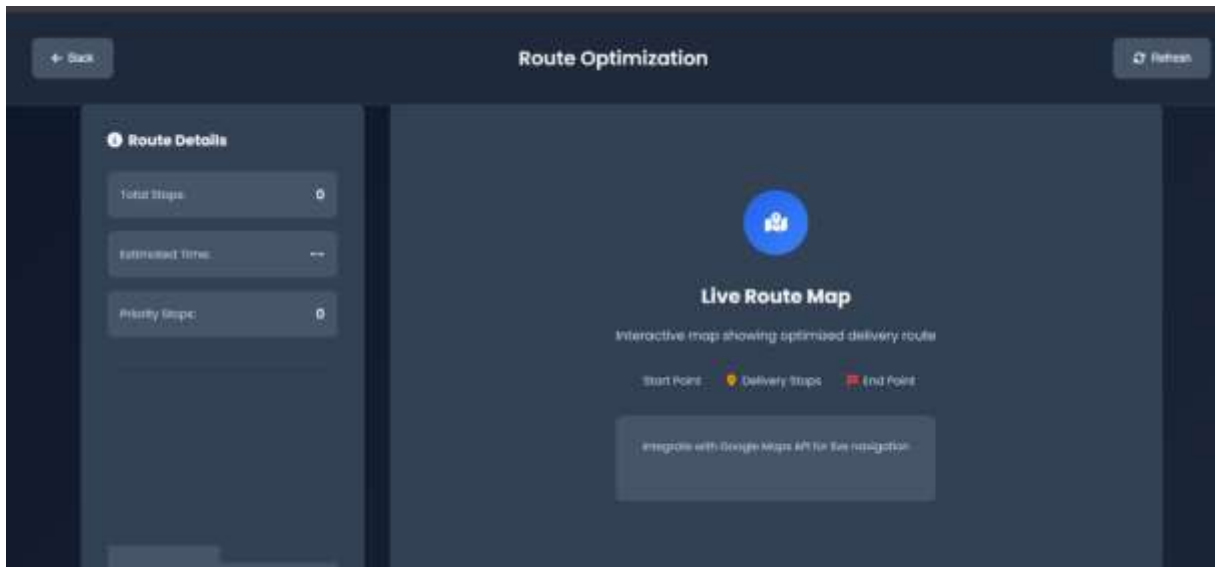 ← Back
Route Optimization
Refresh
Route Details
Total Stops: 0
Estimated Time: --
Priority Stops: 0
Live Route Map
Interactive map showing optimized delivery route
Start Point Delivery Stops End Point
Integrate with Google Maps API for live navigation